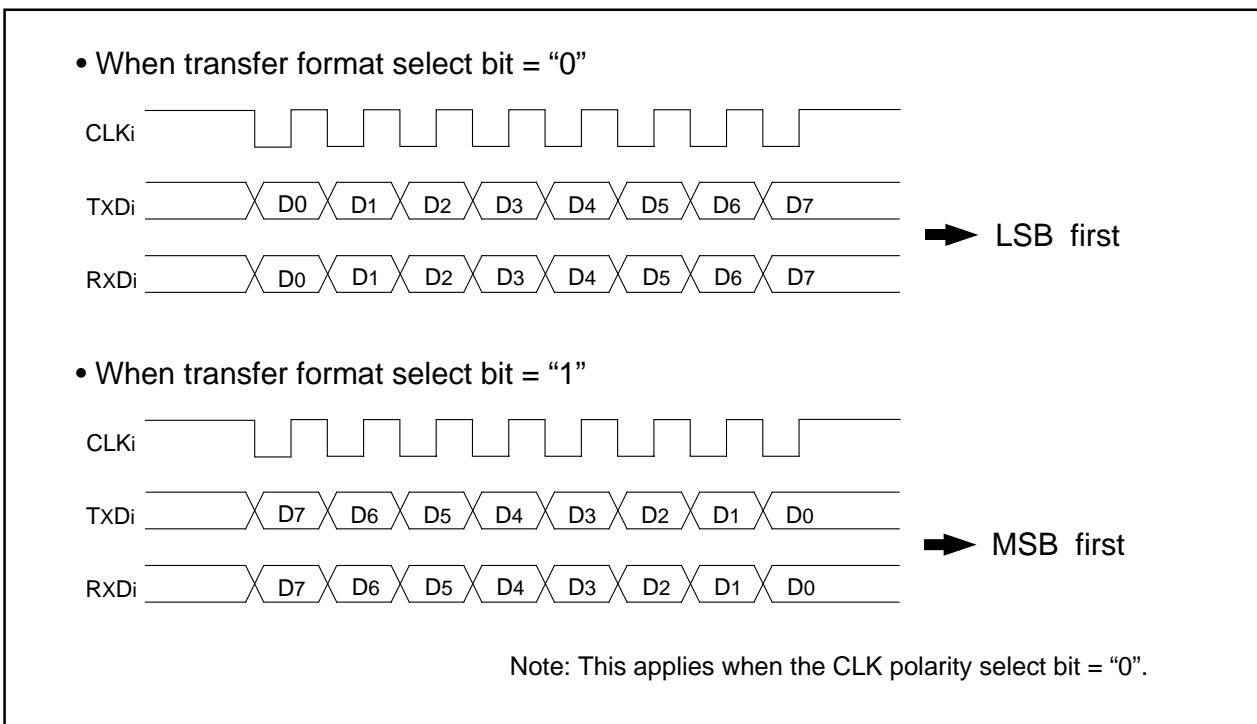 • When transfer format select bit = “0”
CLKi
TXDi D0 D1 D2 D3 D4 D5 D6 D7
LSB first
RXDi D0 D1 D2 D3 D4 D5 D6 D7
• When transfer format select bit = “1”
CLKi
TXDi D7 D6 D5 D4 D3 D2 D1 D0
MSB first
RXDi D7 D6 D5 D4 D3 D2 D1 D0
Note: This applies when the CLK polarity select bit = “0”.